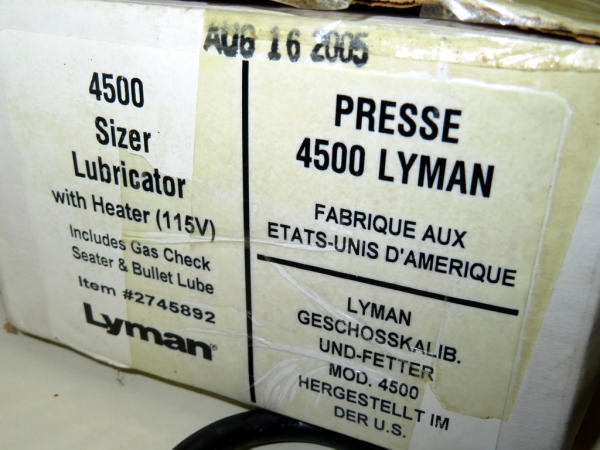 AUG 16 2005
4500
Sizer
Lubricator
with Heater (115V)
Includes Gas Check
Seater & Bullet Lube
Item #2745892
Lyman®
PRESSE
4500 LYMAN
FABRIQUE AUX
ETATS-UNIS D'AMERIQUE
LYMAN
GESCHOSSKALIB.
UND-FETTER
MOD. 4500
HERGESTELLT IM
DER U.S.